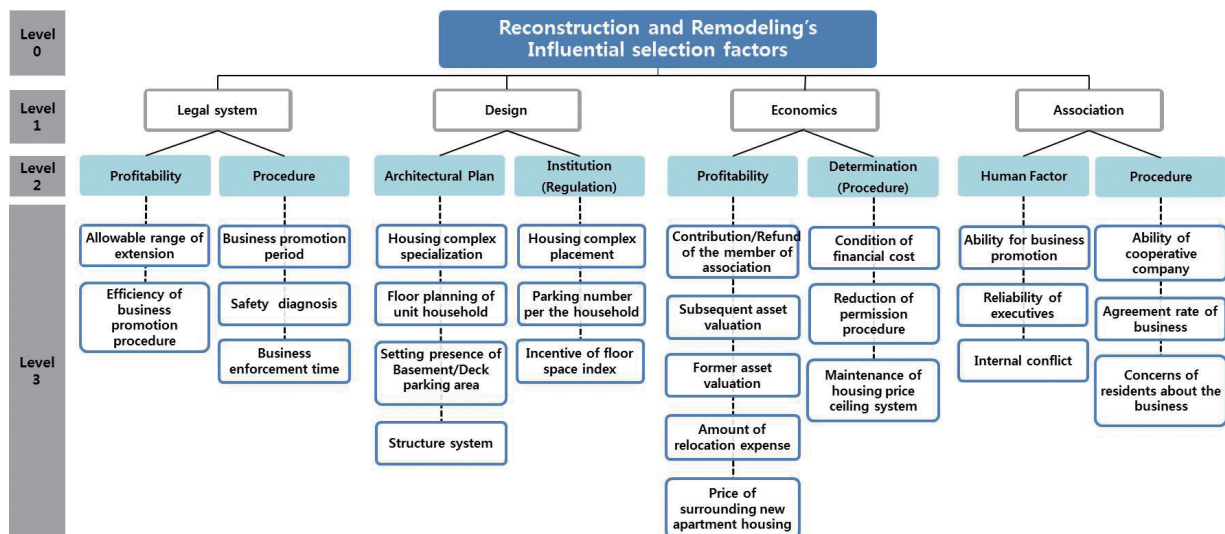 Level
0
Reconstruction and Remodeling's
Influential selection factors
Level
1
Legal system
Design
Economics
Association
Level
2
Profitability
Procedure
Architectural Plan
Institution
(Regulation)
Profitability
Determination
(Procedure)
Human Factor
Procedure
Level
3
Allowable range of
extension
Efficiency of
business
promotion
procedure
Business promotion
period
Safety diagnosis
Business
enforcement time
Housing complex
specialization
Floor planning of
unit household
Setting presence of
Basement/Deck
parking area
Structure system
Housing complex
placement
Parking number
per the household
Incentive of floor
space index
Contribution/Refund
of the member of
association
Subsequent asset
valuation
Former asset
valuation
Amount of
relocation expense
Price of
surrounding new
apartment housing
Condition of
financial cost
Reduction of
permission
procedure
Maintenance of
housing price
ceiling system
Ability for business
promotion
Reliability of
executives
Internal conflict
Ability of
cooperative
company
Agreement rate of
business
Concerns of
residents about the
business